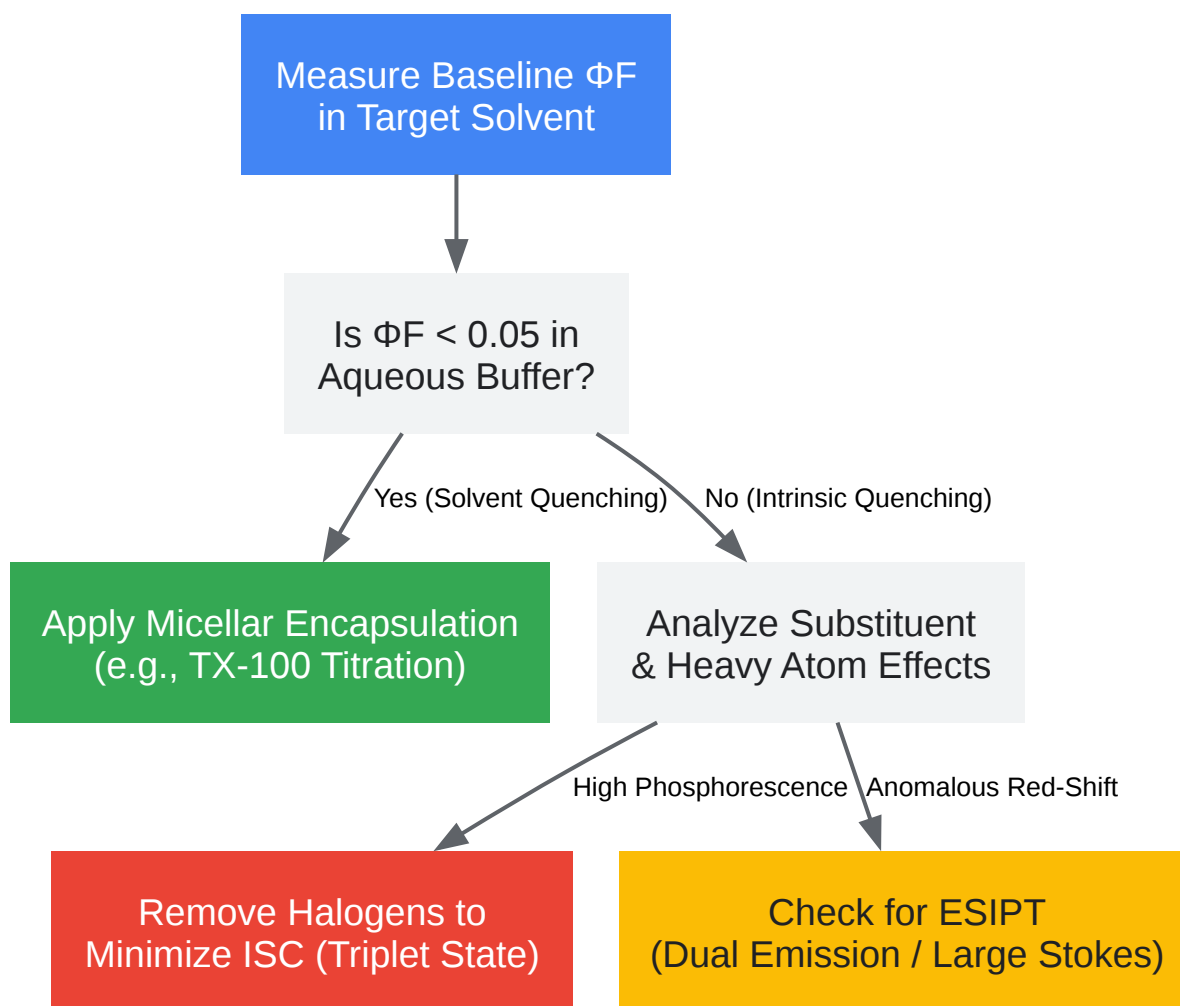 Measure Baseline ΦF
in Target Solvent
Is ΦF < 0.05 in
Aqueous Buffer?
Yes (Solvent Quenching)
No (Intrinsic Quenching)
Apply Micellar Encapsulation
(e.g., TX-100 Titration)
Analyze Substituent
& Heavy Atom Effects
High Phosphorescence
Anomalous Red-Shift
Remove Halogens to
Minimize ISC (Triplet State)
Check for ESIPT
(Dual Emission / Large Stokes)